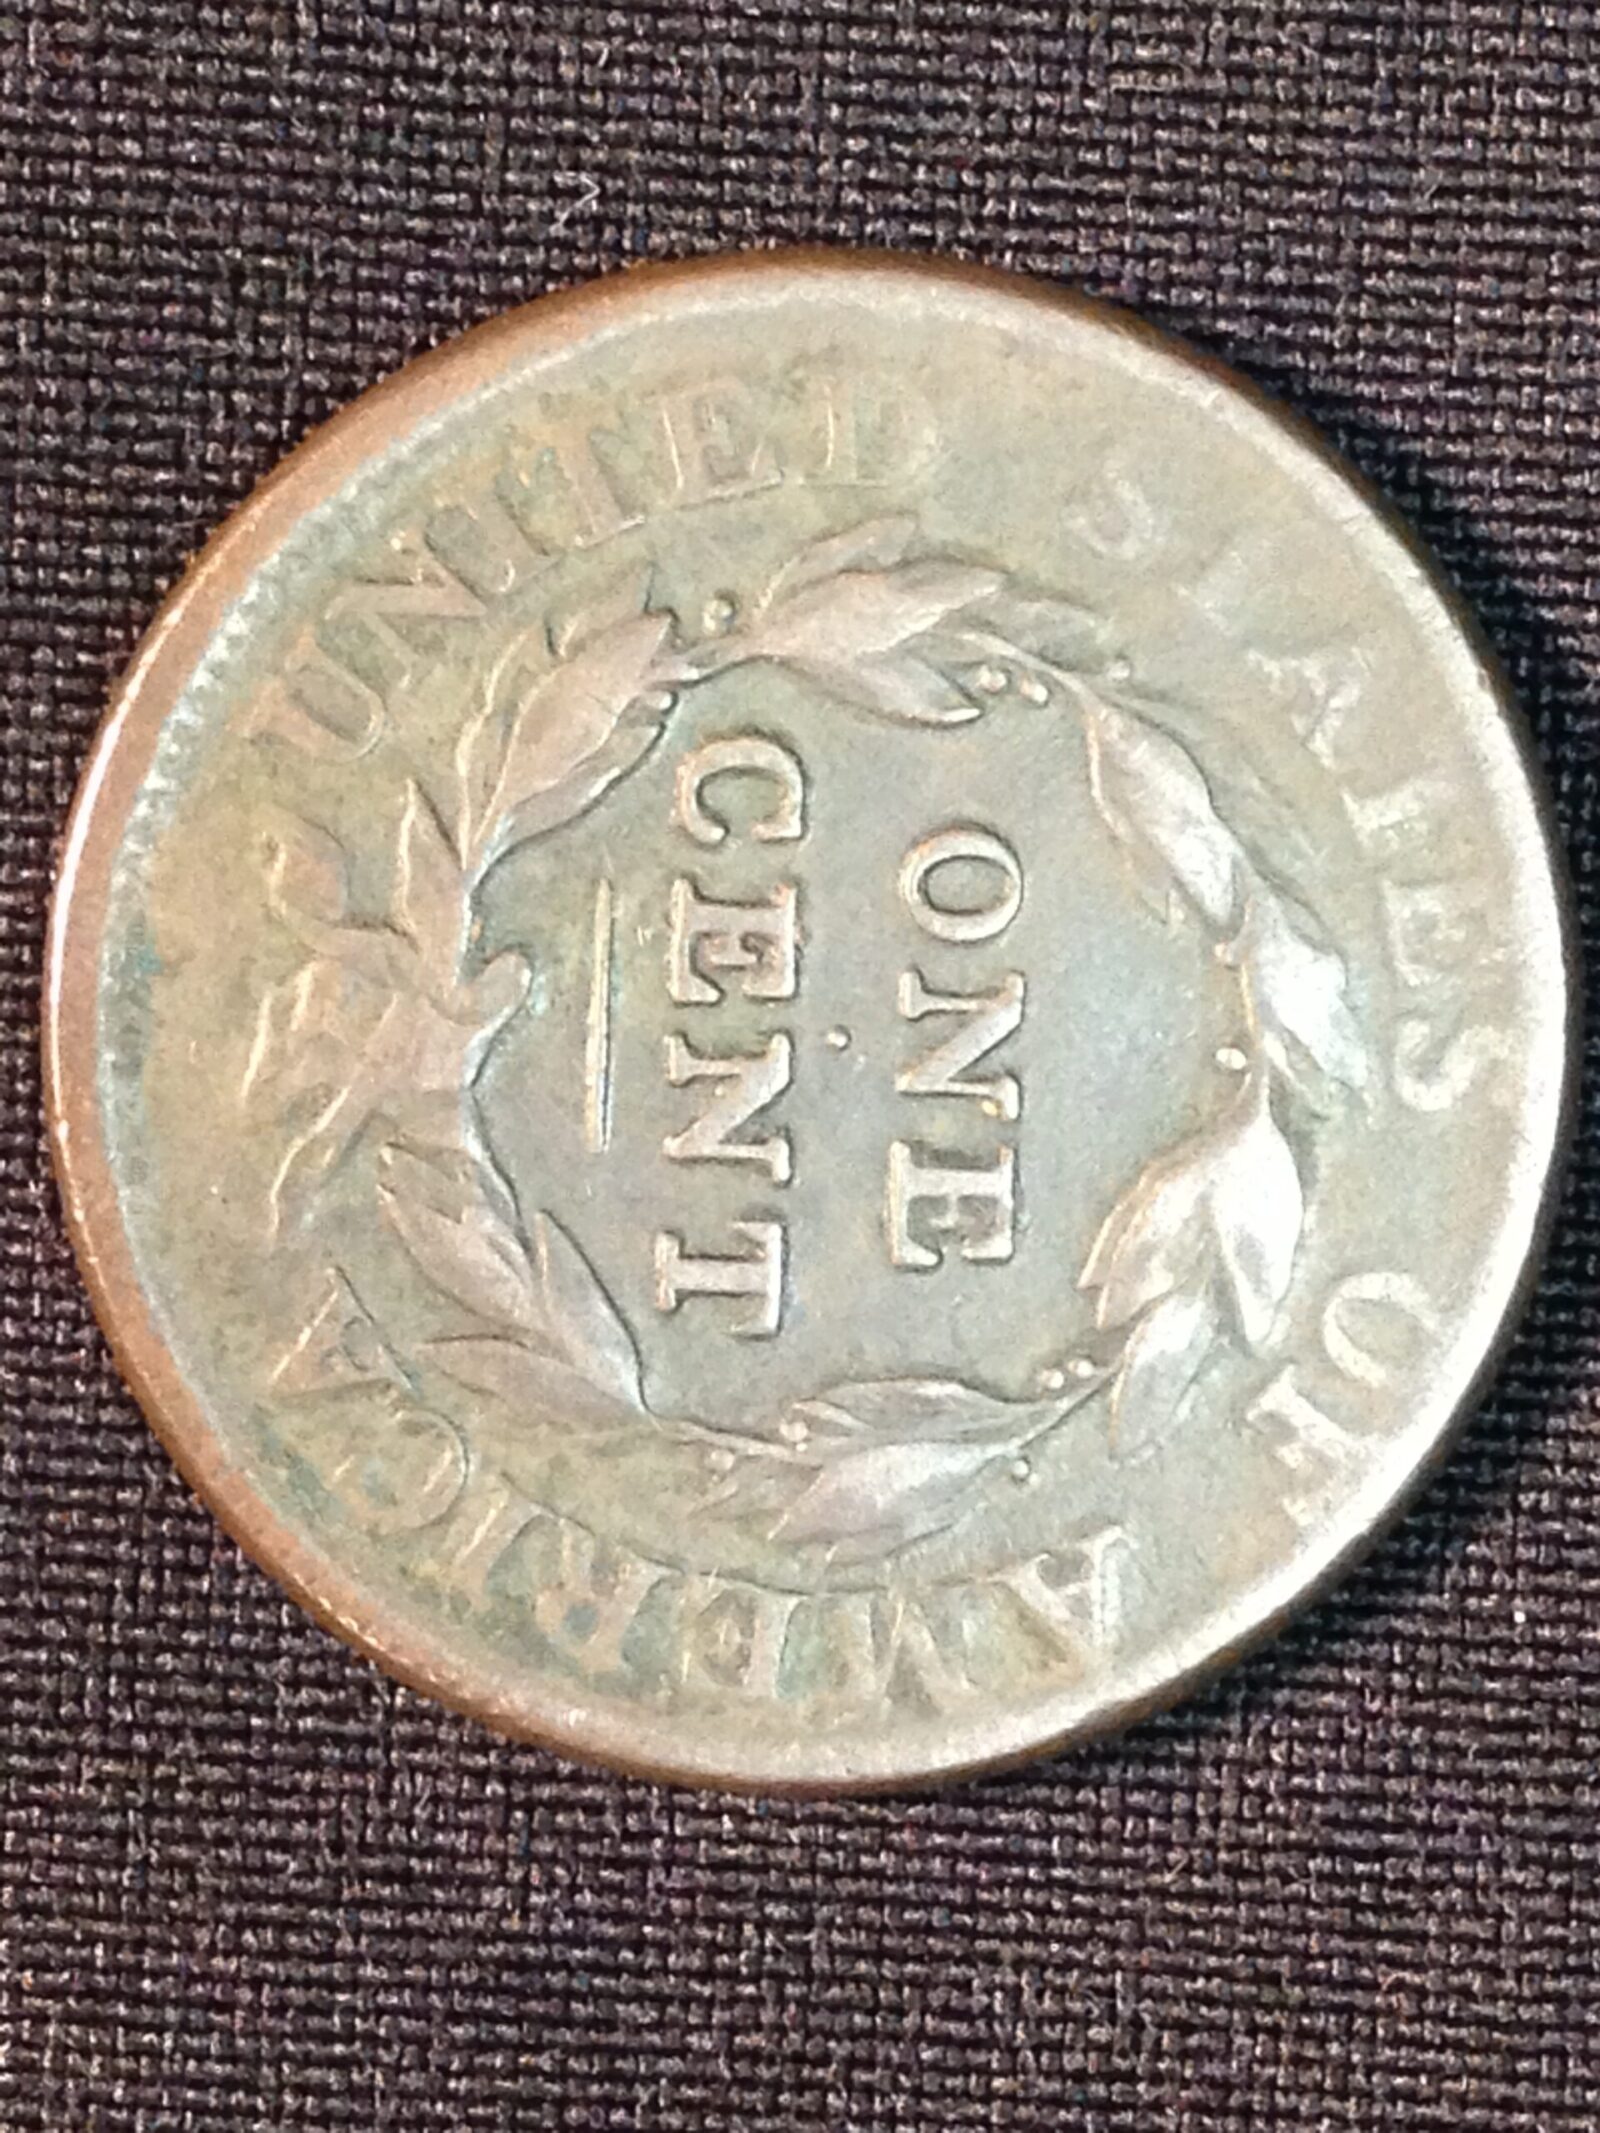 UNITED STATES OF AMERICA
ONE
CENT